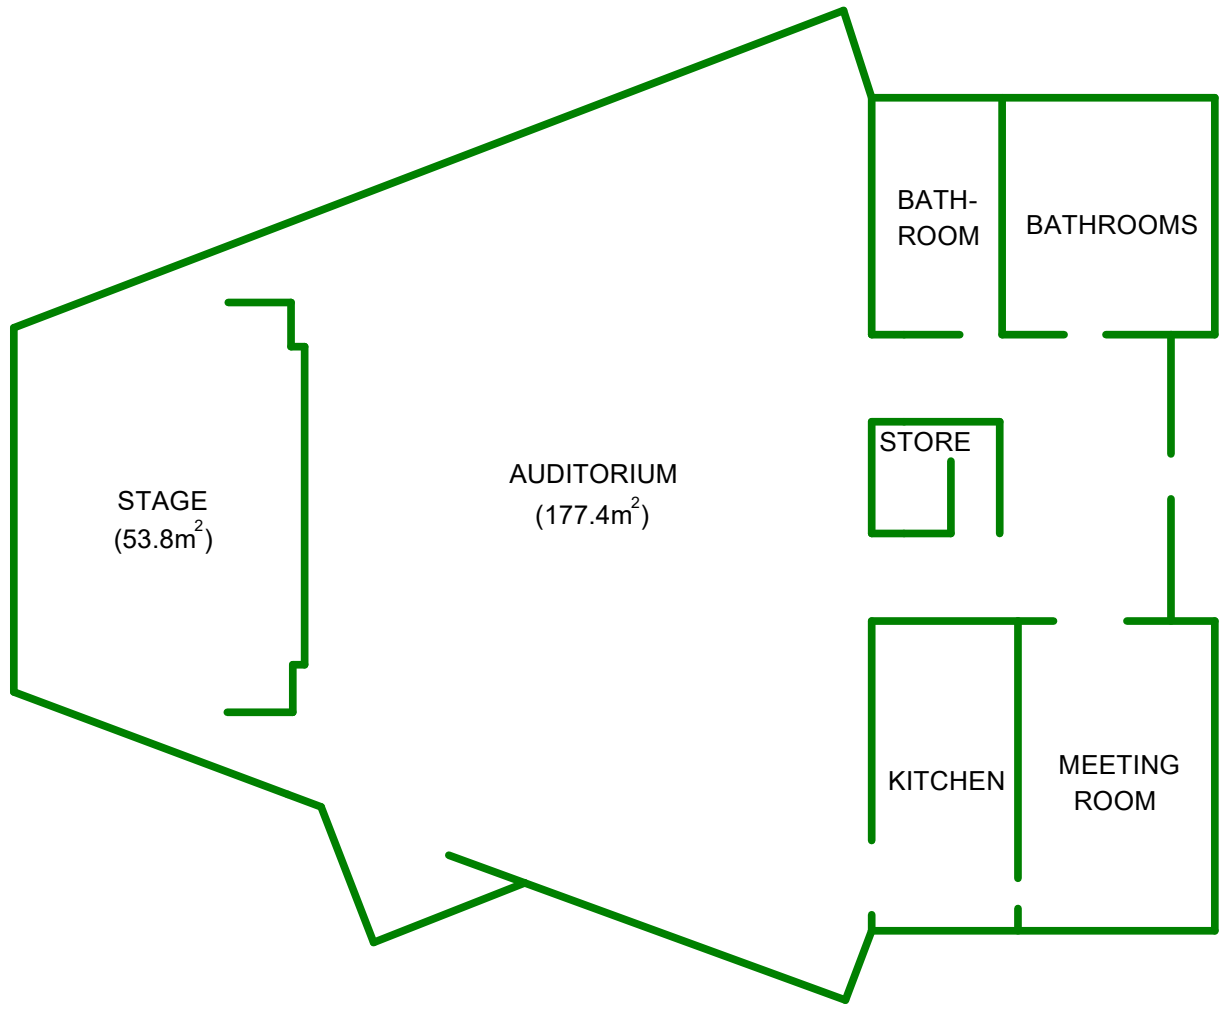 BATH-
ROOM
BATHROOMS
STORE
AUDITORIUM
(177.4m²)
STAGE
(53.8m²)
KITCHEN
MEETING
ROOM